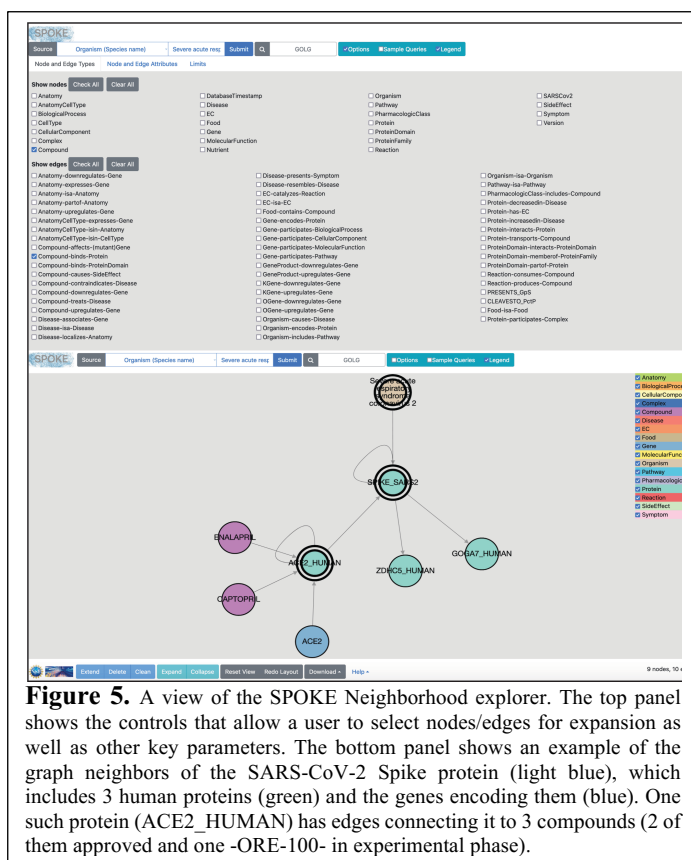 SPOKE
Source Organism (Species name) Severe acute resp Submit Q GOLG Options Sample Queries Legend
Node and Edge Types Node and Edge Attributes Limits
Show nodes Check All Clear All
Anatomy DatabaseTimestamp Organism SARSCov2
AnatomyCellType Disease Pathway SideEffect
BiologicalProcess EC PharmacologicClass Symptom
CellType Food Protein Version
CellularComponent Gene ProteinDomain
Complex MolecularFunction ProteinFamily
Compound Nutrient Reaction
Show edges Check All Clear All
Anatomy-downregulates-Gene Disease-presents-Symptom Organism-isa-Organism
Anatomy-expresses-Gene Disease-resembles-Disease Pathway-isa-Pathway
Anatomy-isa-Anatomy EC-catalyzes-Reaction PharmacologicClass-includes-Compound
Anatomy-partof-Anatomy EC-isa-EC Protein-decreasedin-Disease
Anatomy-upregulates-Gene Food-contains-Compound Protein-has-EC
AnatomyCellType-expresses-Gene Gene-encodes-Protein Protein-increasedin-Disease
AnatomyCellType-isin-Anatomy Gene-participates-BiologicalProcess Protein-interacts-Protein
AnatomyCellType-isin-CellType Gene-participates-CellularComponent Protein-transports-Compound
Compound-affects-(mutant)Gene Gene-participates-MolecularFunction ProteinDomain-interacts-ProteinDomain
Compound-binds-Protein Gene-participates-Pathway ProteinDomain-memberof-ProteinFamily
Compound-binds-ProteinDomain GeneProduct-downregulates-Gene ProteinDomain-partof-Protein
Compound-causes-SideEffect GeneProduct-upregulates-Gene Reaction-consumes-Compound
Compound-contraindicates-Disease KGene-downregulates-Gene Reaction-produces-Compound
Compound-downregulates-Gene KGene-upregulates-Gene PRESENTS_GpS
Compound-treats-Disease OGene-downregulates-Gene CLEAVESTO_PctP
Compound-upregulates-Gene OGene-upregulates-Gene Food-isa-Food
Disease-associates-Gene Organism-causes-Disease Protein-participates-Complex
Disease-isa-Disease Organism-encodes-Protein
Disease-localizes-Anatomy Organism-includes-Pathway
SPOKE Source Organism (Species name) Severe acute resp Submit Q GOLG Options Sample Queries Legend
Severe acute
respiratory
syndrome
coronavirus 2
Anatomy
BiologicalProce
CellularCompo
Complex
Compound
Disease
EC
Food
Gene
MolecularFunc
Organism
Pathway
Pharmacologic
Protein
Reaction
SideEffect
Symptom
SPIKE_SARS2
ENALAPRIL
ACE2_HUMAN
ZDHC5_HUMAN
GOGA7_HUMAN
CAPTOPRIL
ACE2
Extend Delete Clean Expand Collapse Reset View Redo Layout Download Help 9 nodes, 10 e
Figure 5. A view of the SPOKE Neighborhood explorer. The top panel
shows the controls that allow a user to select nodes/edges for expansion as
well as other key parameters. The bottom panel shows an example of the
graph neighbors of the SARS-CoV-2 Spike protein (light blue), which
includes 3 human proteins (green) and the genes encoding them (blue). One
such protein (ACE2_HUMAN) has edges connecting it to 3 compounds (2 of
them approved and one -ORE-100- in experimental phase).